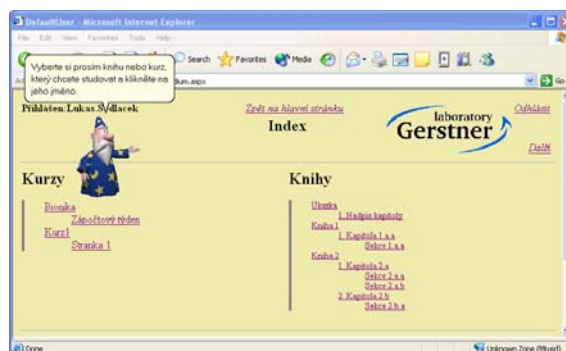 DefaultUser - Microsoft Internet Explorer
File Edit View Favorites Tools Help
Search Favorites Media
Vyberte si prosím knihu nebo kurz,
který chcete studovat a klikněte na
jeho jméno.
dium.aspx
Go
Přihlášen:Lukas Sedlacek
Zpět na hlavní stránku
Index
laboratory
Gerstner
Odhlásit
Další
Kurzy
Bionika
Zápočtový týden
Kurz1
Stranka 1
Knihy
Ukazka
1. Nadpis kapitoly
Kniha 1
1. Kapitola 1.a
Sekce 1.a.a
Kniha 2
1. Kapitola 2.a
Sekce 2.a.a
Sekce 2.a.b
2. Kapitola 2.b
Sekce 2.b.a
Done
Unknown Zone (Mixed)